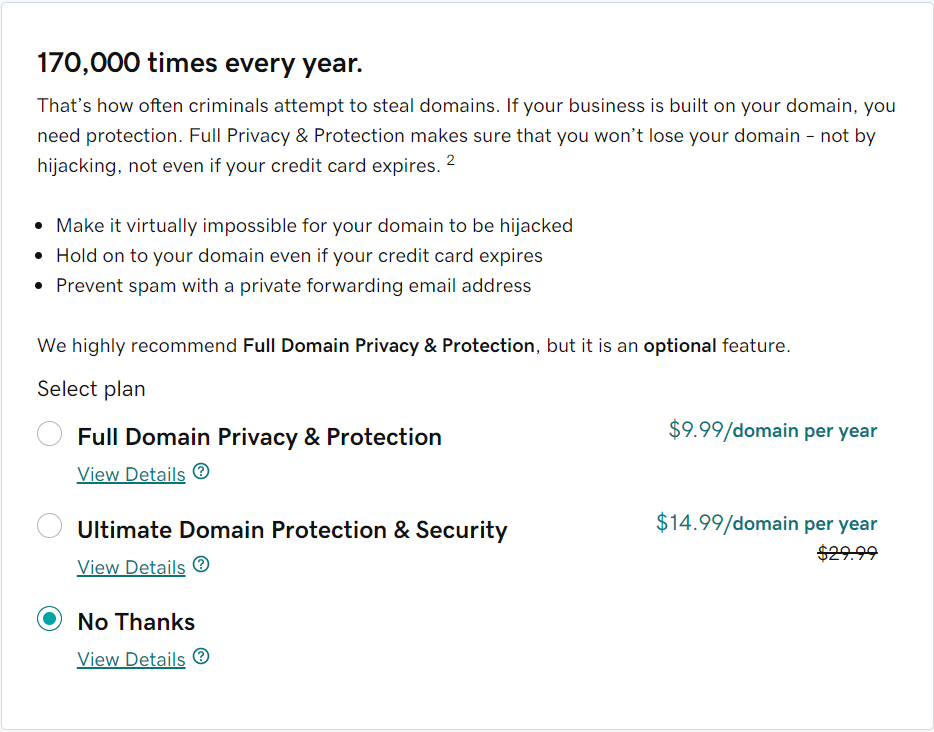 170,000 times every year.
That’s how often criminals attempt to steal domains. If your business is built on your domain, you
need protection. Full Privacy & Protection makes sure that you won’t lose your domain – not by
hijacking, not even if your credit card expires. 2
• Make it virtually impossible for your domain to be hijacked
• Hold on to your domain even if your credit card expires
• Prevent spam with a private forwarding email address
We highly recommend Full Domain Privacy & Protection, but it is an optional feature.
Select plan
Full Domain Privacy & Protection $9.99/domain per year
View Details ?
Ultimate Domain Protection & Security $14.99/domain per year
$29.99
View Details ?
No Thanks
View Details ?